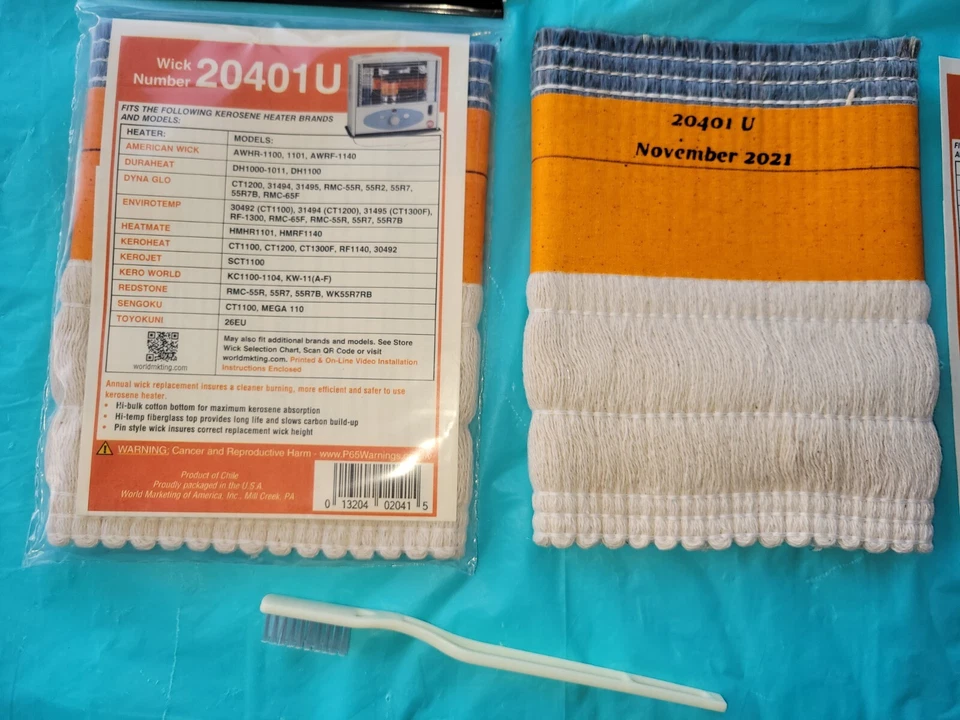 Wick
Number 20401U
FITS THE FOLLOWING KEROSENE HEATER BRANDS
AND MODELS:
HEATER: MODELS:
AMERICAN WICK AWHR-1100, 1101, AWRF-1140
DURAHEAT DH1000-1011, DH1100
DYNA GLO CT1200, 31494, 31495, RMC-55R, 55R2, 55R7,
55R7B, RMC-65F
ENVIROTEMP 30492 (CT1100), 31494 (CT1200), 31495 (CT1300F),
RF-1300, RMC-65F, RMC-55R, 55R7, 55R7B
HEATMATE HMHR1101, HMRF1140
KEROHEAT CT1100, CT1200, CT1300F, RF1140, 30492
KEROJET SCT1100
KERO WORLD KC1100-1104, KW-11(A-F)
REDSTONE RMC-55R, 55R7, 55R7B, WK55R7RB
SENGOKU CT1100, MEGA 110
TOYOKUNI 26EU
worldmkting.com
May also fit additional brands and models. See Store
Wick Selection Chart, Scan QR Code or visit
worldmkting.com. Printed & On-Line Video Installation
Instructions Enclosed
Annual wick replacement insures a cleaner burning, more efficient and safer to use
kerosene heater.
• Hi-bulk cotton bottom for maximum kerosene absorption
• Hi-temp fiberglass top provides long life and slows carbon build-up
• Pin style wick insures correct replacement wick height
WARNING: Cancer and Reproductive Harm - www.P65Warnings.
Product of Chile
Proudly packaged in the U.S.A.
World Marketing of America, Inc., Mill Creek, PA
0 13204 02041 5
20401 U
November 2021